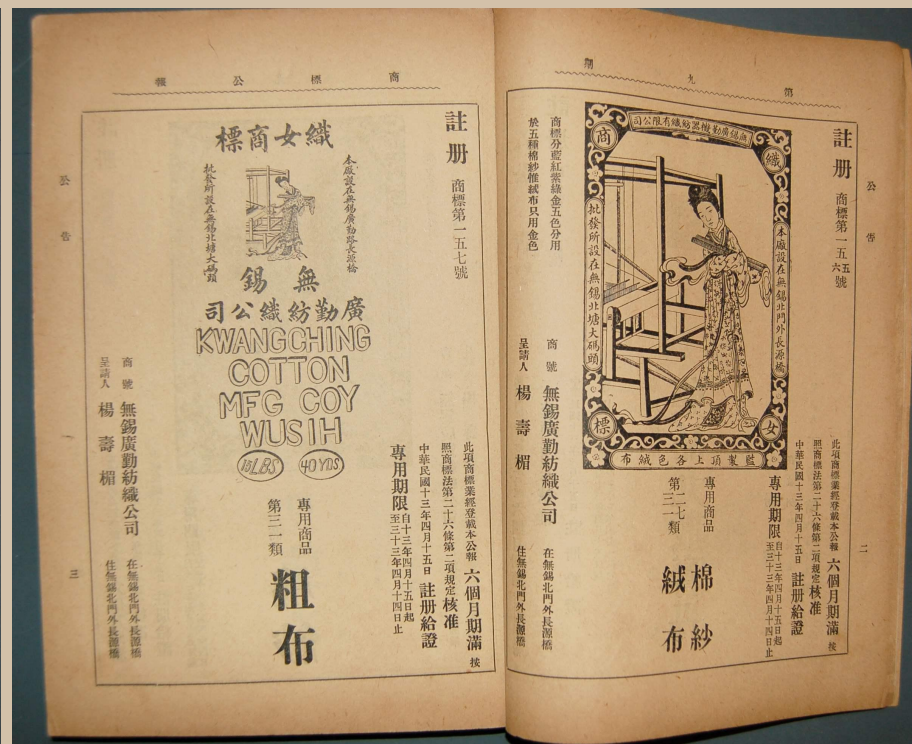 第九期
公告
二
註册 商標第一五五號
六
此項商標業經登載本公報六個月期滿按
照商標法第二十六條第二項規定核准
中華民國十三年四月十五日註册給證
專用期限自十三年四月十五日起
至三十三年四月十四日止
無錫廣勤機器紡織有限公司
商
織
女
標
本廠設在無錫北門外長源橋
批發所設在無錫北塘大碼頭
監製頂上各色絨布
專用商品
第二七
三一類
棉紗
絨布
商標分藍紅紫綠金五色分用
於五種棉紗惟絨布只用金色
商號 無錫廣勤紡織公司 在無錫北門外長源橋
呈請人 楊壽楣 住無錫北門外長源橋
商標公報
註册 商標第一五七號
此項商標業經登載本公報六個月期滿按
照商標法第二十六條第二項規定核准
中華民國十三年四月十五日註册給證
專用期限自十三年四月十五日起
至三十三年四月十四日止
織女商標
本廠設在無錫廣勤路長源橋
批發所設在無錫北塘大碼頭
無錫
廣勤紡織公司
KWANGCHING
COTTON
MFG COY
WUSIH
13LBS 40YDS
專用商品
第三一類
粗布
商號 無錫廣勤紡織公司 在無錫北門外長源橋
呈請人 楊壽楣 住無錫北門外長源橋
公告
三